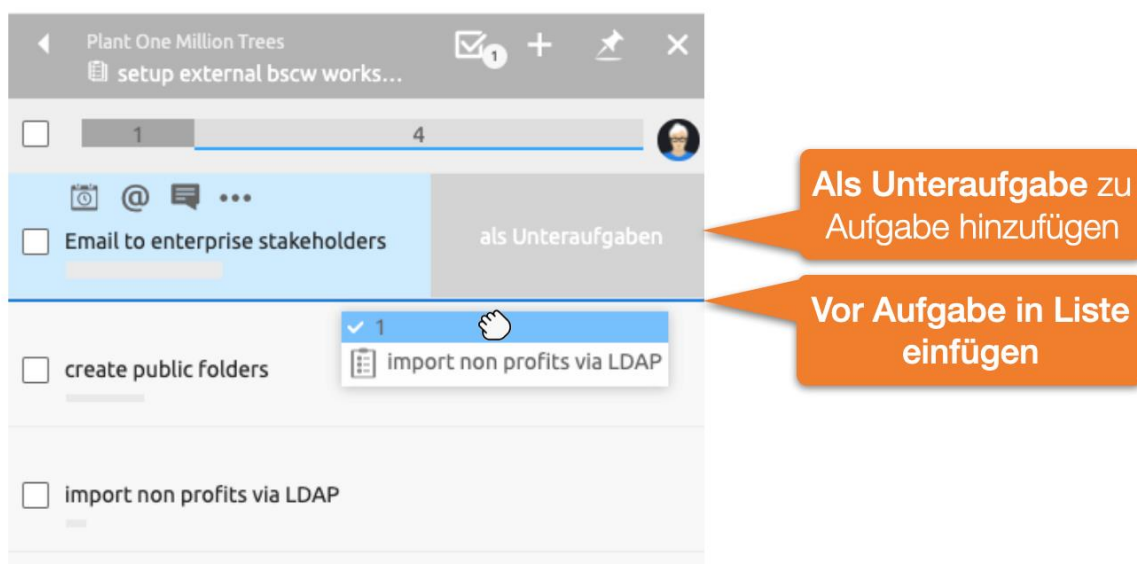 Plant One Million Trees
setup external bscw works...
1
1
4
Email to enterprise stakeholders
als Unteraufgaben
Als Unteraufgabe zu
Aufgabe hinzufügen
Vor Aufgabe in Liste
einfügen
1
import non profits via LDAP
create public folders
import non profits via LDAP